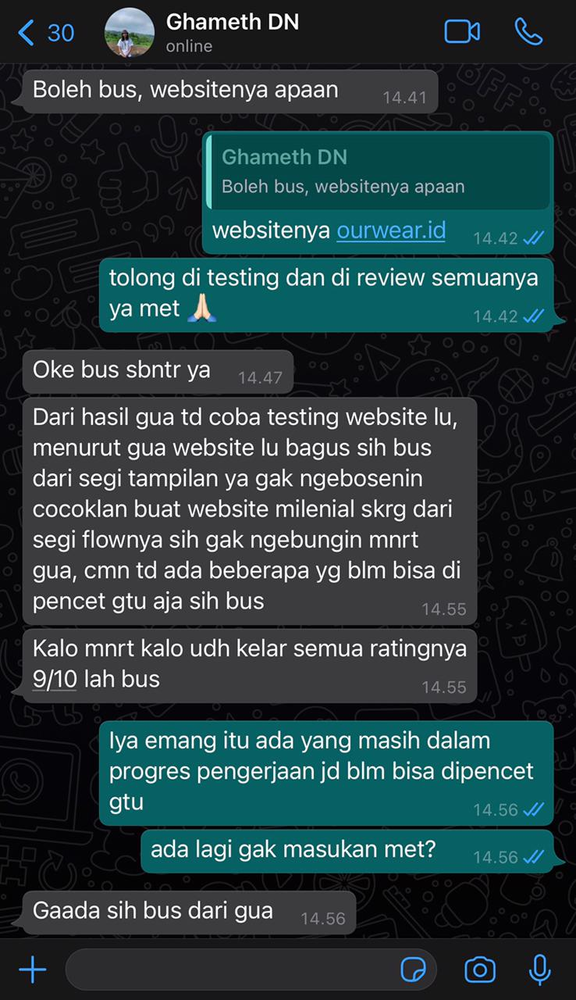 30
Ghameth DN
online
Boleh bus, websitenya apaan
14.41
Ghameth DN
Boleh bus, websitenya apaan
websitenya ourwear.id
14.42
tolong di testing dan di review semuanya
ya met 🙏🏻
14.42
Oke bus sbntr ya
14.47
Dari hasil gua td coba testing website lu,
menurut gua website lu bagus sih bus
dari segi tampilan ya gak ngebosenin
cocoklan buat website milenial skrg dari
segi flownya sih gak ngebungin mnrt
gua, cmn td ada beberapa yg blm bisa di
pencet gtu aja sih bus
14.55
Kalo mnrt kalo udh kelar semua ratingnya
9/10 lah bus
14.55
Iya emang itu ada yang masih dalam
progres pengerjaan jd blm bisa dipencet
gtu
14.56
ada lagi gak masukan met?
14.56
Gaada sih bus dari gua
14.56